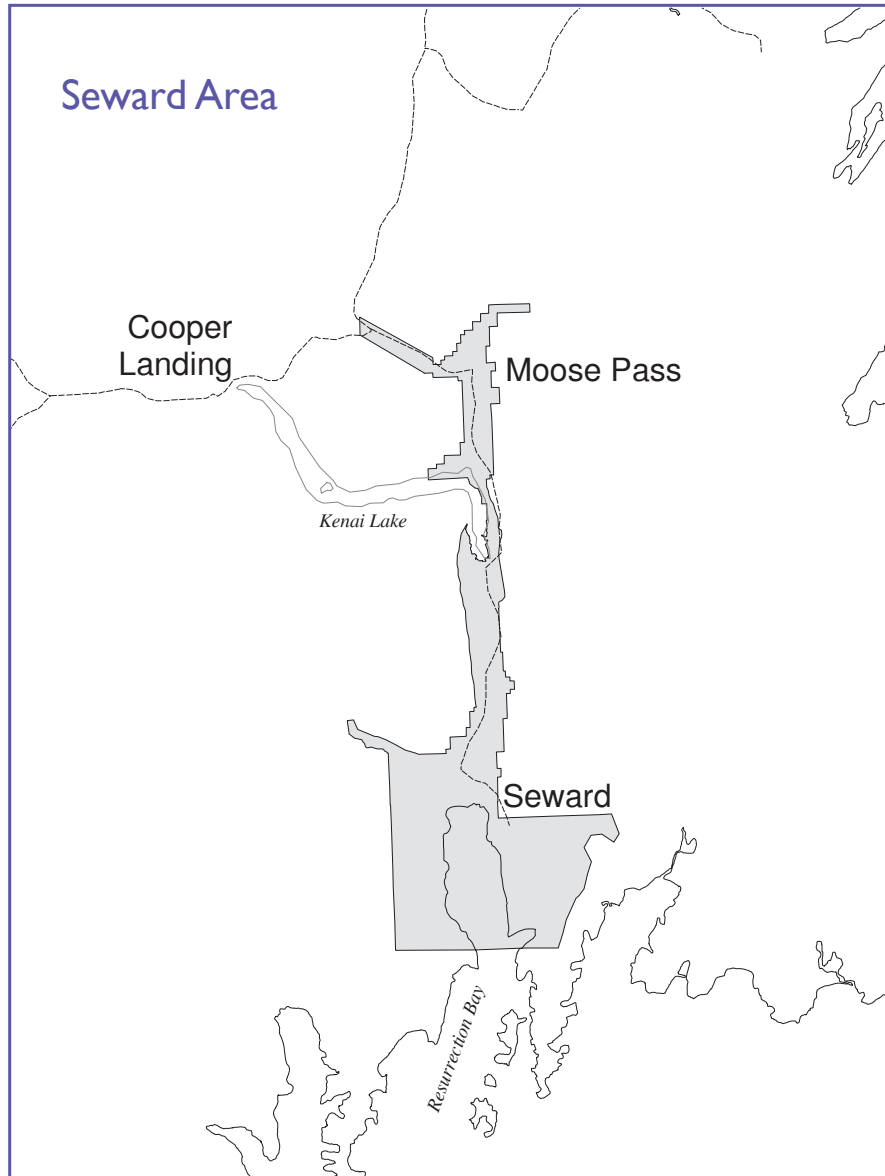 Seward Area
Cooper
Landing
Moose Pass
Kenai Lake
Seward
Resurrection Bay